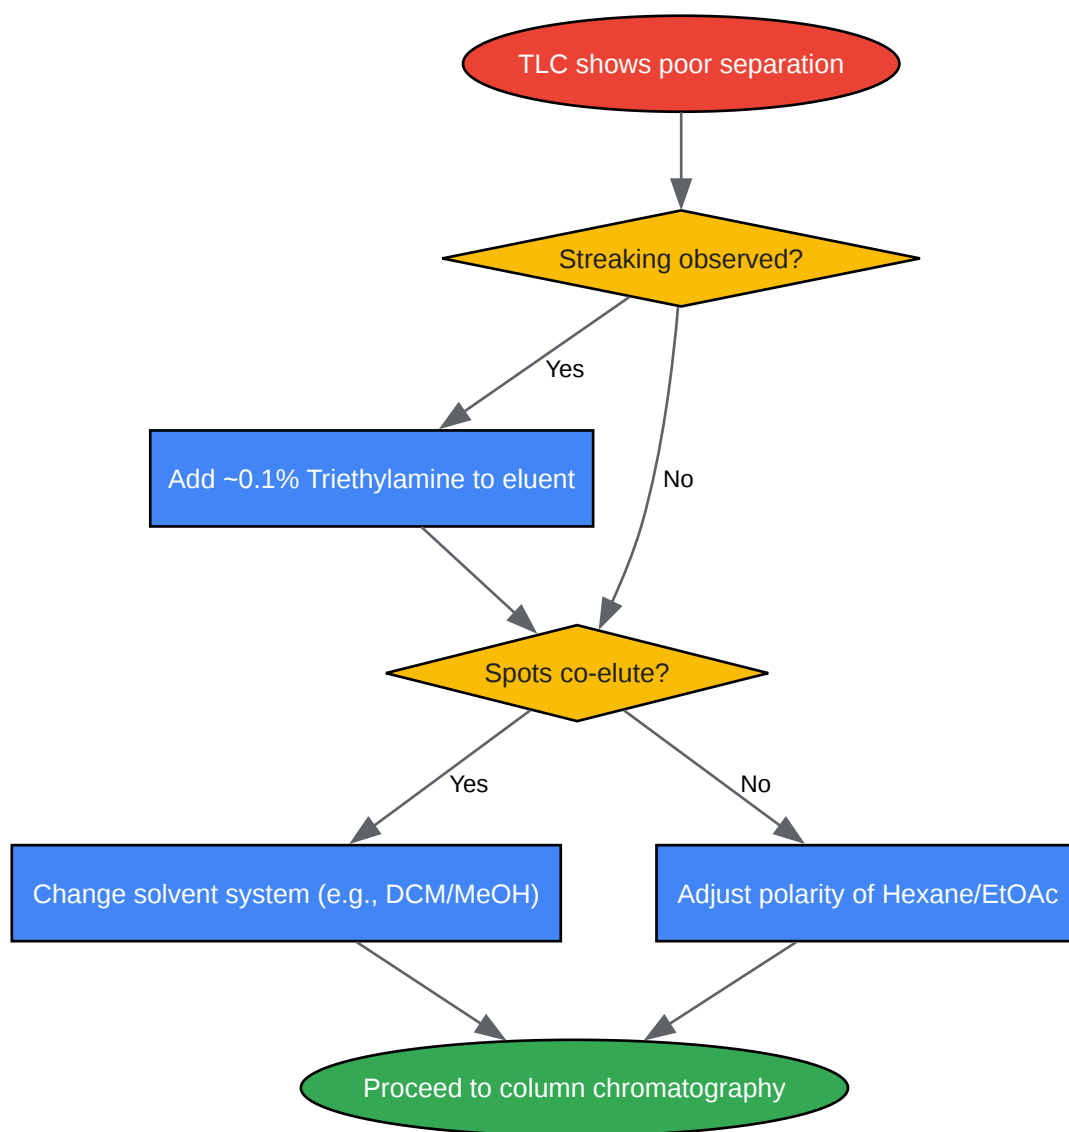 TLC shows poor separation
Streaking observed?
Yes
Add ~0.1% Triethylamine to eluent
No
Spots co-elute?
Yes
No
Change solvent system (e.g., DCM/MeOH)
Adjust polarity of Hexane/EtOAc
Proceed to column chromatography